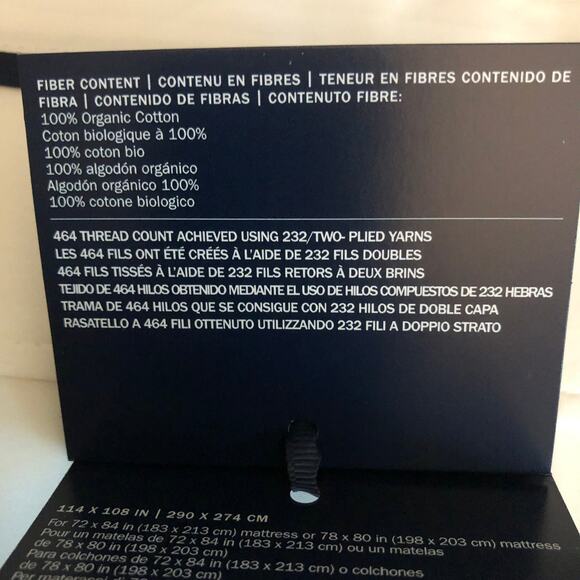 FIBER CONTENT | CONTENU EN FIBRES | TENEUR EN FIBRES CONTENIDO DE
FIBRA | CONTENIDO DE FIBRAS | CONTENUTO FIBRE:
100% Organic Cotton
Coton biologique à 100%
100% coton bio
100% algodón orgánico
Algodón orgánico 100%
100% cotone biologico
464 THREAD COUNT ACHIEVED USING 232/TWO- PLIED YARNS
LES 464 FILS ONT ÉTÉ CRÉÉS À L'AIDE DE 232 FILS DOUBLES
464 FILS TISSÉS À L'AIDE DE 232 FILS RETORS À DEUX BRINS
TEJIDO DE 464 HILOS OBTENIDO MEDIANTE EL USO DE HILOS COMPUESTOS DE 232 HEBRAS
TRAMA DE 464 HILOS QUE SE CONSIGUE CON 232 HILOS DE DOBLE CAPA
RASATELLO A 464 FILI OTTENUTO UTILIZZANDO 232 FILI A DOPPIO STRATO
114 X 108 IN | 290 X 274 CM
For 72 x 84 in (183 x 213 cm) mattress or 78 x 80 in (198 x 203 cm) mattress
Pour un matelas de 72 x 84 in (183 x 213 cm) ou un matelas
de 78 x 80 in (198 x 203 cm)
Para colchones de 72 x 84 in (183 x 213 cm) o colchones
de 78 x 80 in (198 x 203 cm)
Per materassi di